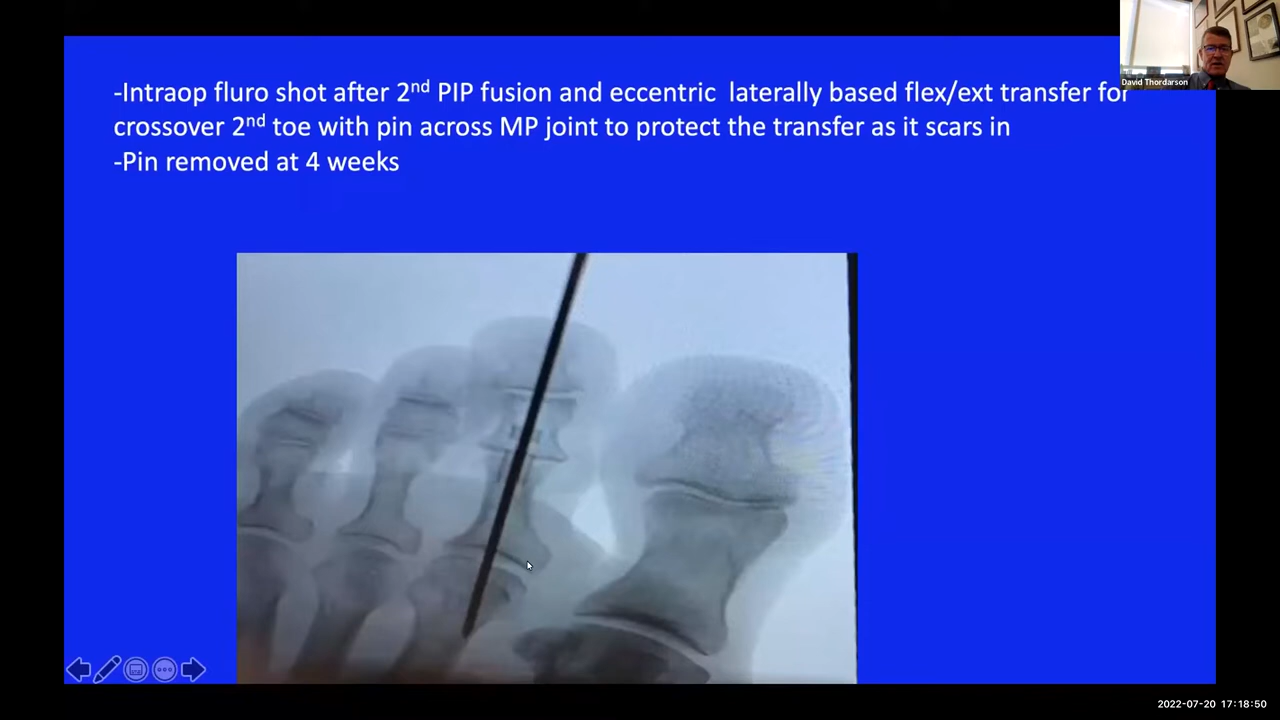 David Thordarson
-Intraop fluro shot after 2nd PIP fusion and eccentric laterally based flex/ext transfer for
crossover 2nd toe with pin across MP joint to protect the transfer as it scars in
-Pin removed at 4 weeks
2022-07-20 17:18:50